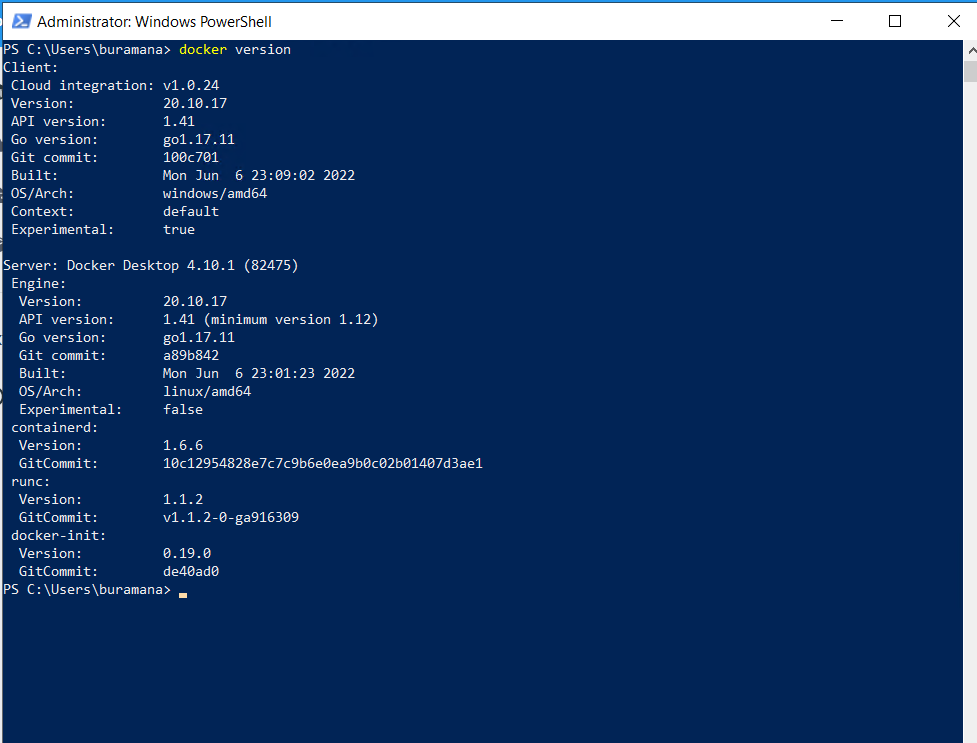 Administrator: Windows PowerShell
PS C:\Users\buramana> docker version
Client:
 Cloud integration: v1.0.24
 Version:           20.10.17
 API version:       1.41
 Go version:        go1.17.11
 Git commit:        100c701
 Built:             Mon Jun  6 23:09:02 2022
 OS/Arch:           windows/amd64
 Context:           default
 Experimental:      true

Server: Docker Desktop 4.10.1 (82475)
 Engine:
  Version:          20.10.17
  API version:      1.41 (minimum version 1.12)
  Go version:       go1.17.11
  Git commit:       a89b842
  Built:            Mon Jun  6 23:01:23 2022
  OS/Arch:          linux/amd64
  Experimental:     false
 containerd:
  Version:          1.6.6
  GitCommit:        10c12954828e7c7c9b6e0ea9b0c02b01407d3ae1
 runc:
  Version:          1.1.2
  GitCommit:        v1.1.2-0-ga916309
 docker-init:
  Version:          0.19.0
  GitCommit:        de40ad0
PS C:\Users\buramana>